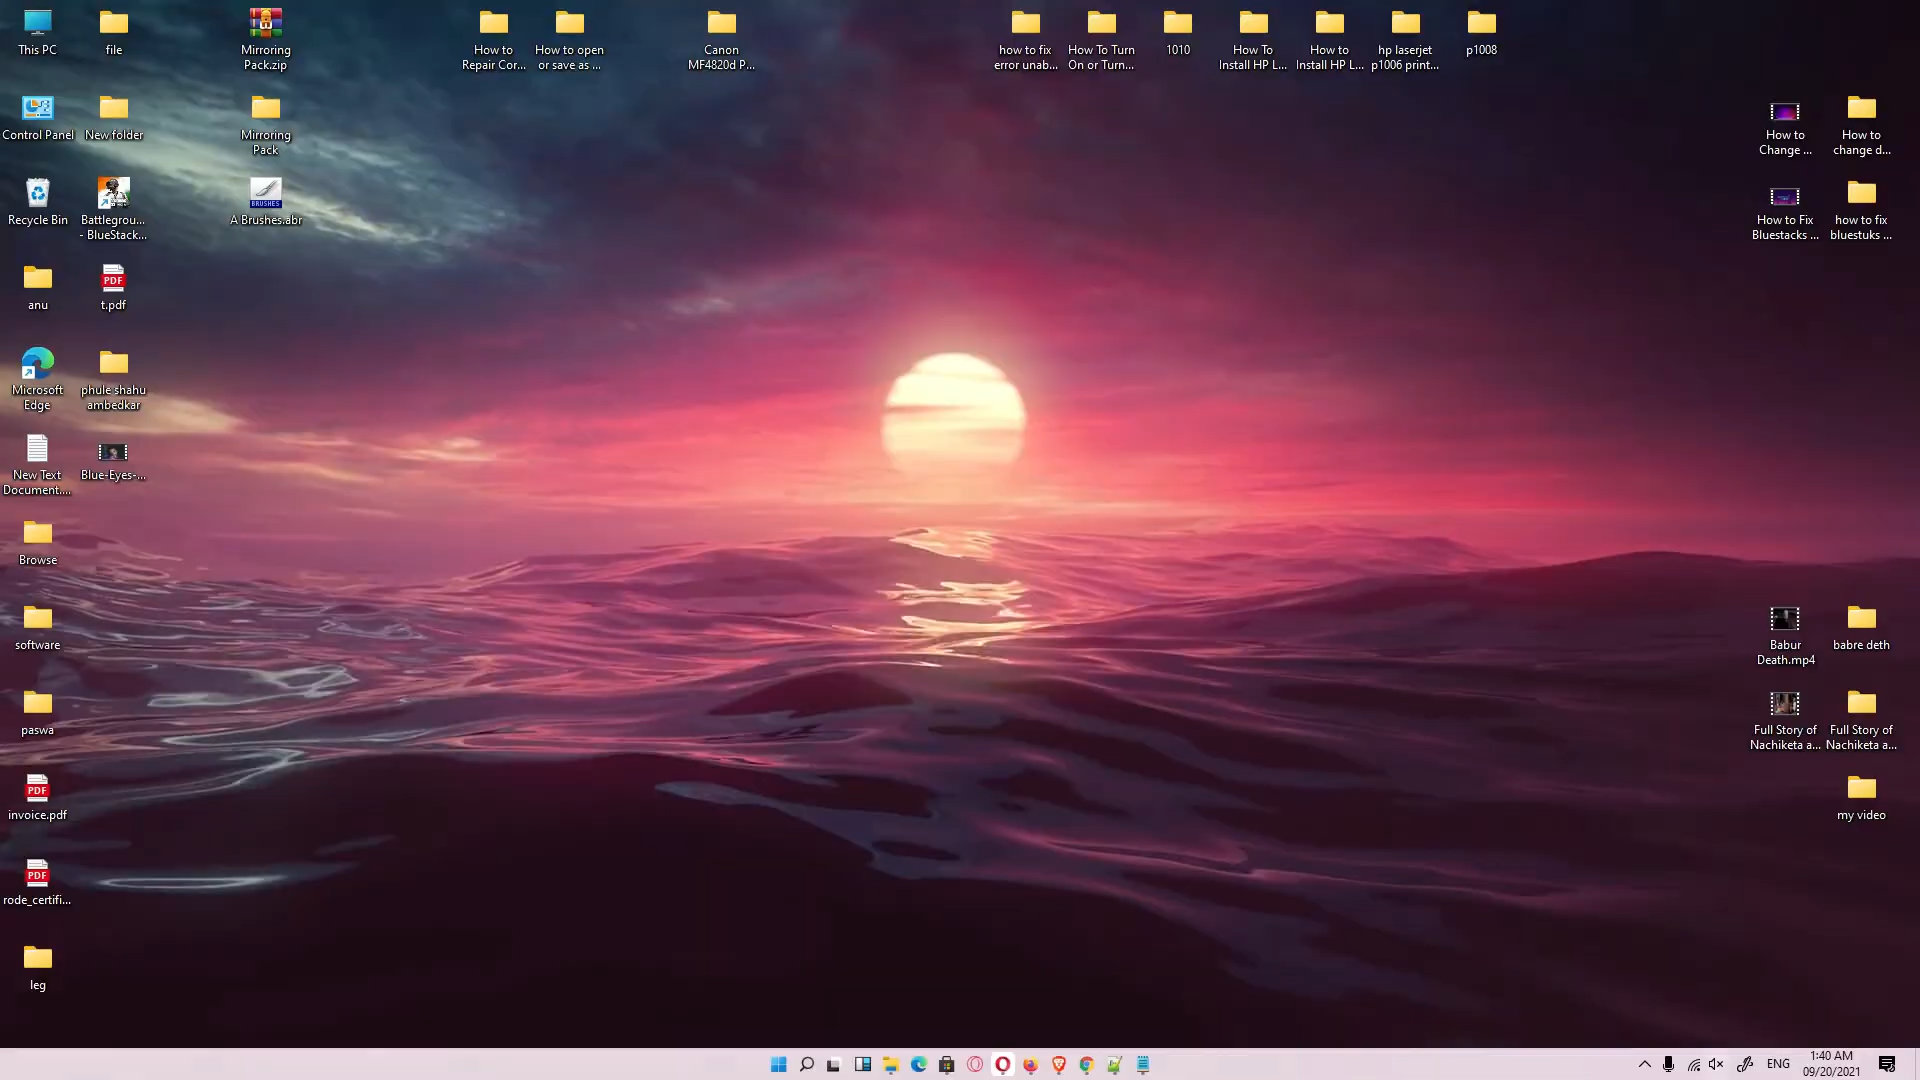 This PC
file
Mirroring
Pack.zip
How to
Repair Cor...
How to open
or save as ...
Canon
MF4820d P...
how to fix
error unab...
How To Turn
On or Turn...
1010
How To
Install HP L...
How to
Install HP L...
hp laserjet
p1006 print...
p1008
Control Panel
New folder
Mirroring
Pack
How to
Change ...
How to
change d...
Recycle Bin
Battlegrou...
- BlueStack...
A Brushes.abr
BRUSHES
How to Fix
Bluestacks ...
how to fix
bluestuks ...
anu
PDF
t.pdf
Microsoft
Edge
phule shahu
ambedkar
New Text
Document....
Blue-Eyes-...
Browse
software
Babur
Death.mp4
babre deth
paswa
Full Story of
Nachiketa a...
Full Story of
Nachiketa a...
PDF
invoice.pdf
my video
PDF
rode_certifi...
leg
ENG
1:40 AM
09/20/2021